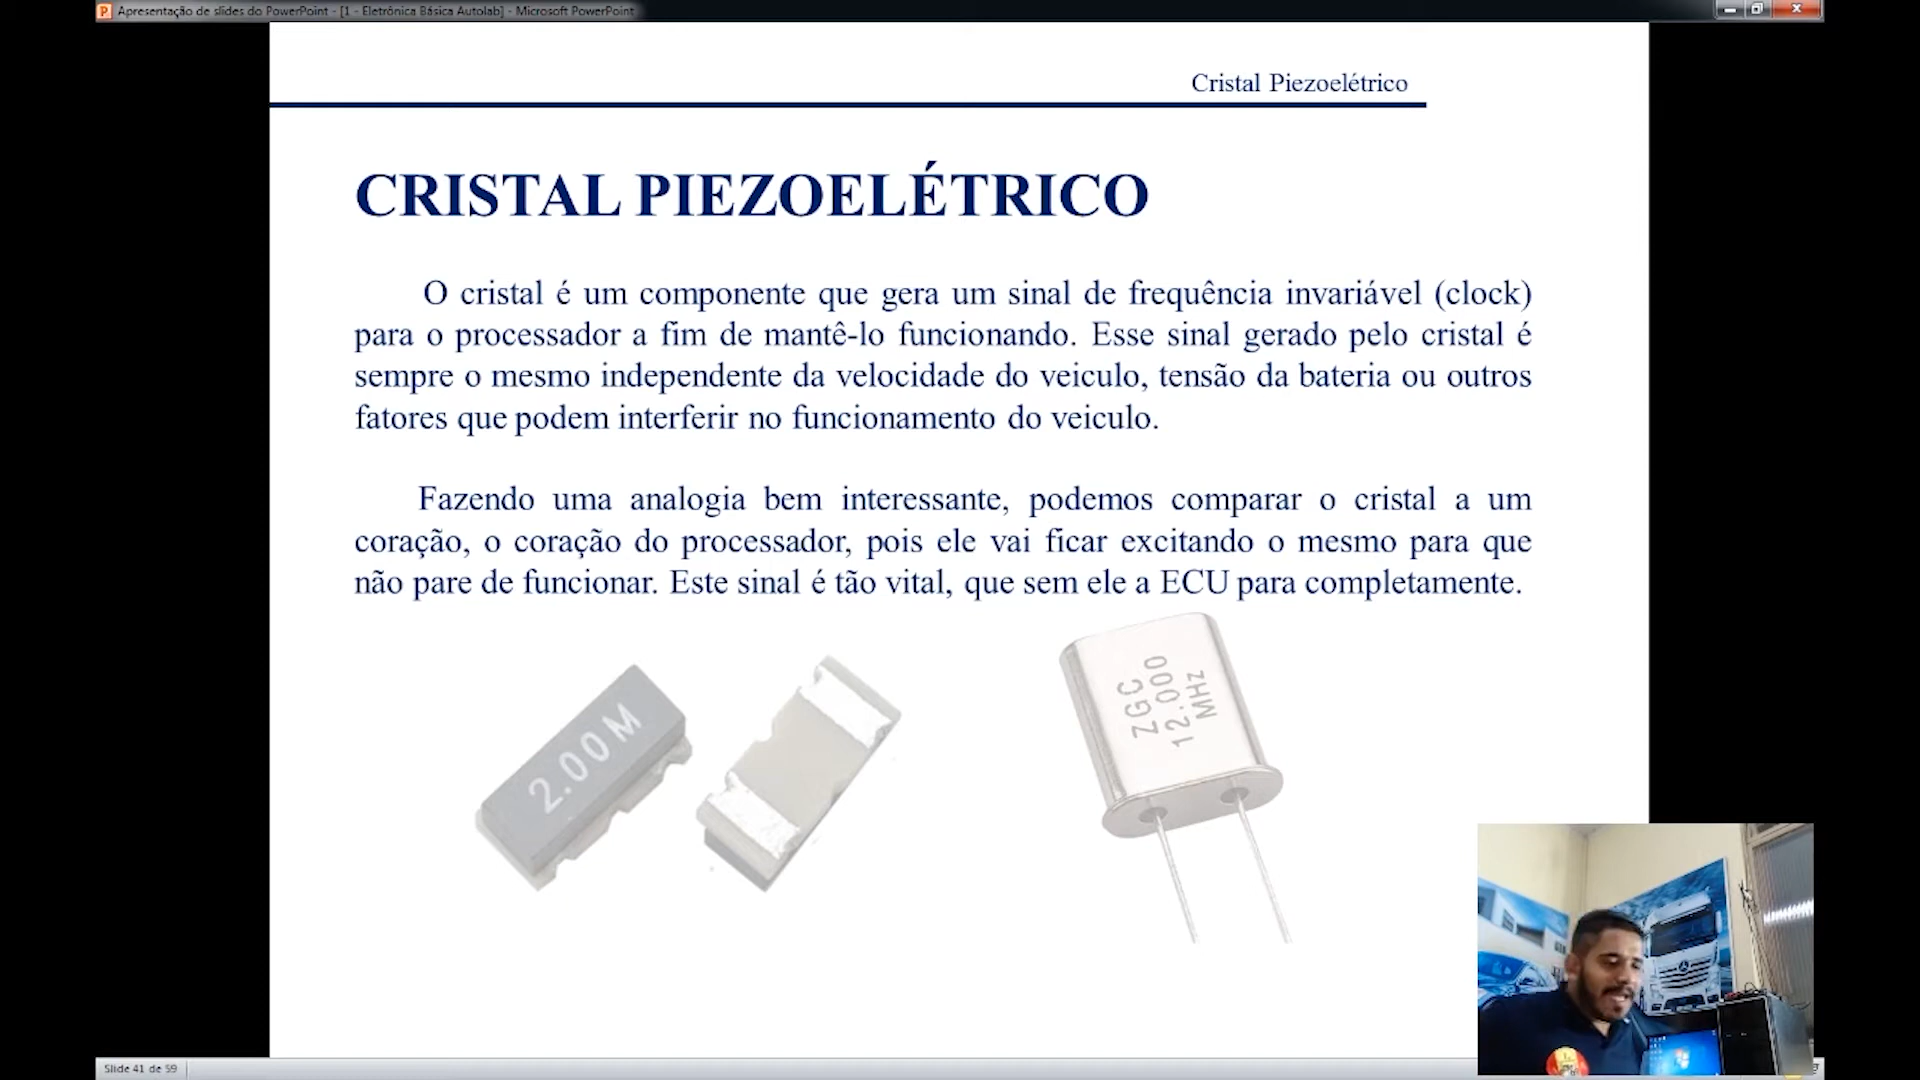 Apresentação de slides do PowerPoint - [1 - Eletrônica Básica Autolab] - Microsoft PowerPoint
Cristal Piezoelétrico
CRISTAL PIEZOELÉTRICO
O cristal é um componente que gera um sinal de frequência invariável (clock)
para o processador a fim de mantê-lo funcionando. Esse sinal gerado pelo cristal é
sempre o mesmo independente da velocidade do veiculo, tensão da bateria ou outros
fatores que podem interferir no funcionamento do veiculo.
Fazendo uma analogia bem interessante, podemos comparar o cristal a um
coração, o coração do processador, pois ele vai ficar excitando o mesmo para que
não pare de funcionar. Este sinal é tão vital, que sem ele a ECU para completamente.
2.00M
ZGC
12.000
MHz
Slide 41 de 59